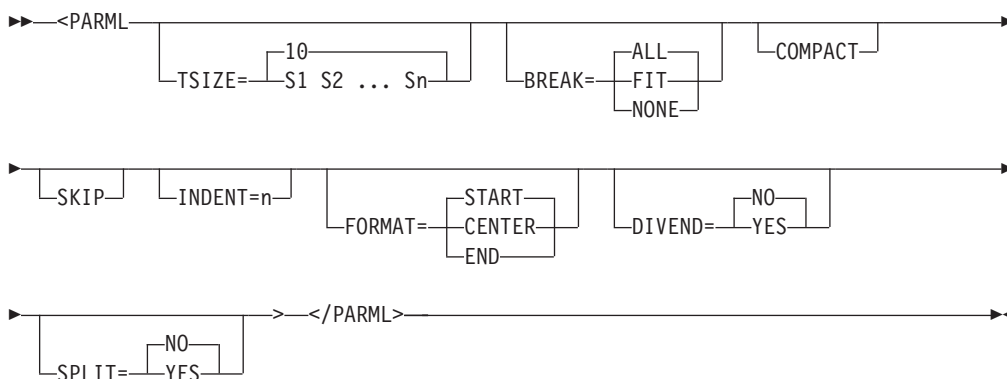 <PARML
10
ALL
COMPACT
TSIZE= S1 S2 ... Sn
BREAK= FIT
NONE
SKIP
INDENT=n
START
NO
FORMAT= CENTER
DIVEND= YES
END
> </PARML>
NO
SPLIT= YES